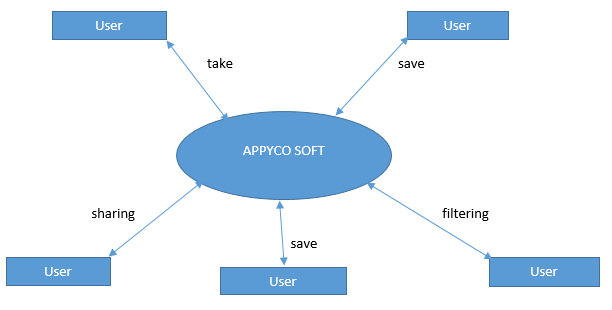 User
User
take
save
APPYCO SOFT
sharing
filtering
save
User
User
User